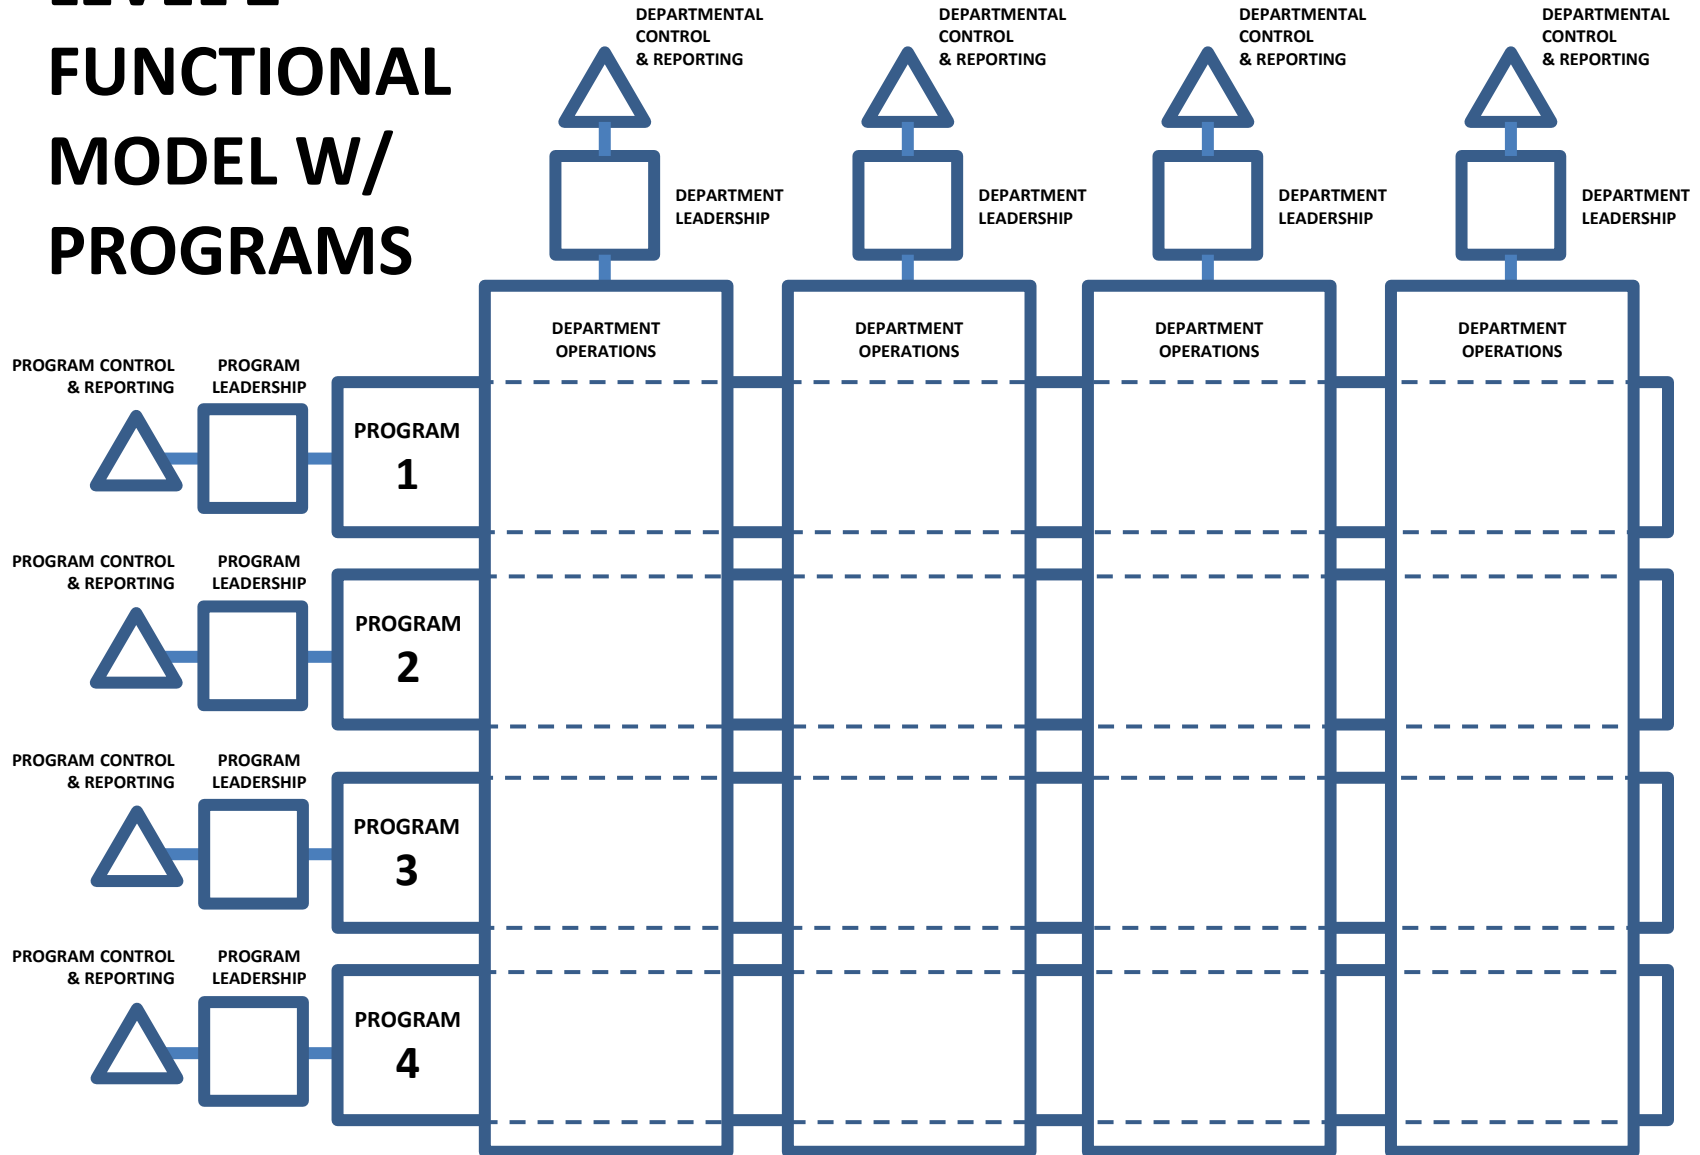 FUNCTIONAL
MODEL W/
PROGRAMS
DEPARTMENTAL
CONTROL
& REPORTING
DEPARTMENTAL
CONTROL
& REPORTING
DEPARTMENTAL
CONTROL
& REPORTING
DEPARTMENTAL
CONTROL
& REPORTING
DEPARTMENT
LEADERSHIP
DEPARTMENT
LEADERSHIP
DEPARTMENT
LEADERSHIP
DEPARTMENT
LEADERSHIP
DEPARTMENT
OPERATIONS
DEPARTMENT
OPERATIONS
DEPARTMENT
OPERATIONS
DEPARTMENT
OPERATIONS
PROGRAM CONTROL
& REPORTING
PROGRAM
LEADERSHIP
PROGRAM
1
PROGRAM CONTROL
& REPORTING
PROGRAM
LEADERSHIP
PROGRAM
2
PROGRAM CONTROL
& REPORTING
PROGRAM
LEADERSHIP
PROGRAM
3
PROGRAM CONTROL
& REPORTING
PROGRAM
LEADERSHIP
PROGRAM
4